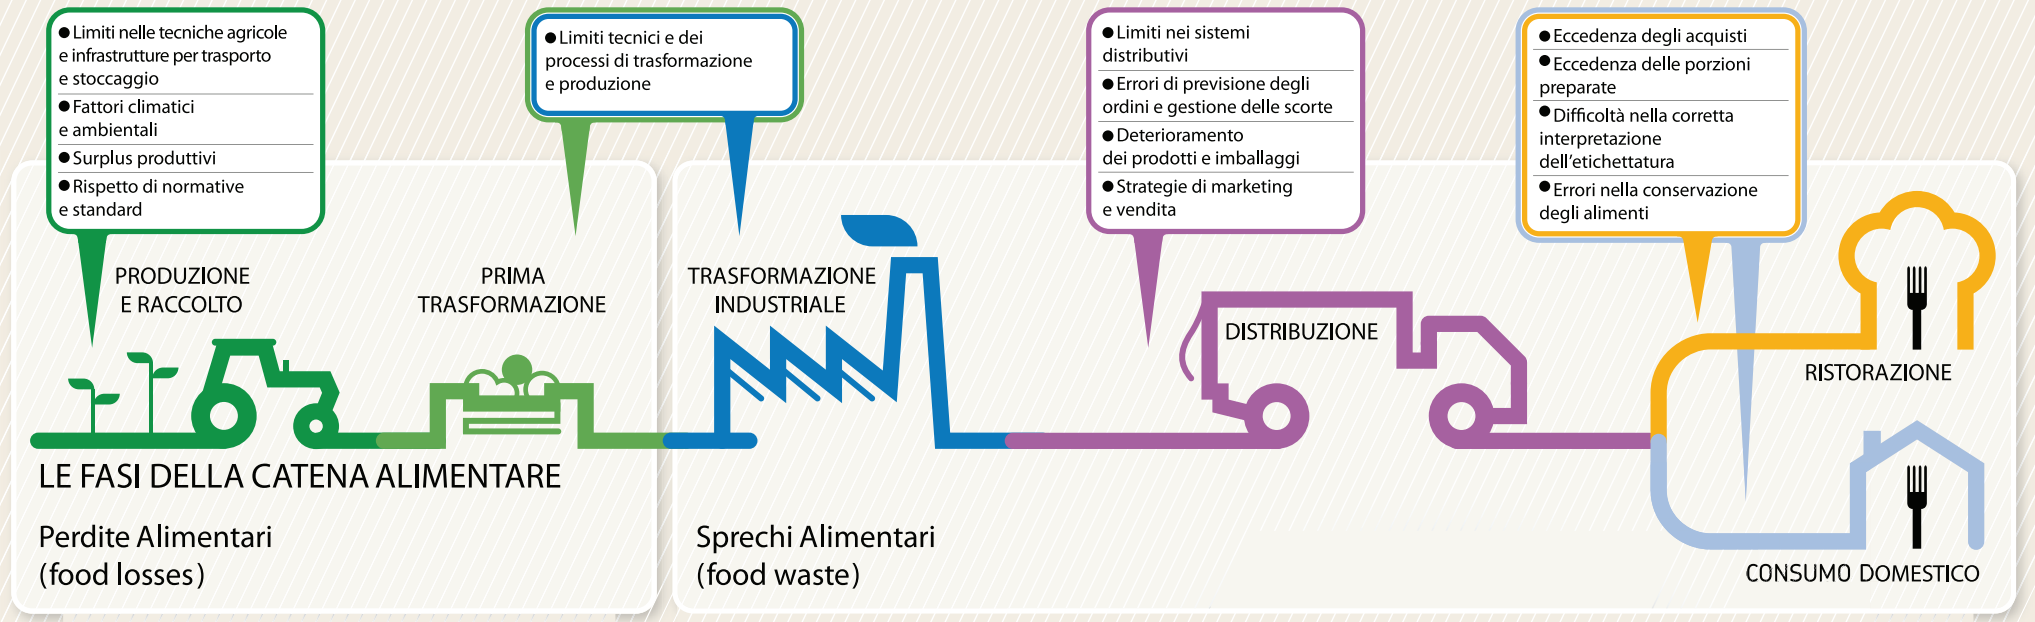 ● Limiti nelle tecniche agricole
e infrastrutture per trasporto
e stoccaggio
● Fattori climatici
e ambientali
● Surplus produttivi
● Rispetto di normative
e standard
● Limiti tecnici e dei
processi di trasformazione
e produzione
● Limiti nei sistemi
distributivi
● Errori di previsione degli
ordini e gestione delle scorte
● Deterioramento
dei prodotti e imballaggi
● Strategie di marketing
e vendita
● Eccedenza degli acquisti
● Eccedenza delle porzioni
preparate
● Difficoltà nella corretta
interpretazione
dell'etichettatura
● Errori nella conservazione
degli alimenti
PRODUZIONE
E RACCOLTO
PRIMA
TRASFORMAZIONE
TRASFORMAZIONE
INDUSTRIALE
DISTRIBUZIONE
RISTORAZIONE
CONSUMO DOMESTICO
LE FASI DELLA CATENA ALIMENTARE
Perdite Alimentari
(food losses)
Sprechi Alimentari
(food waste)